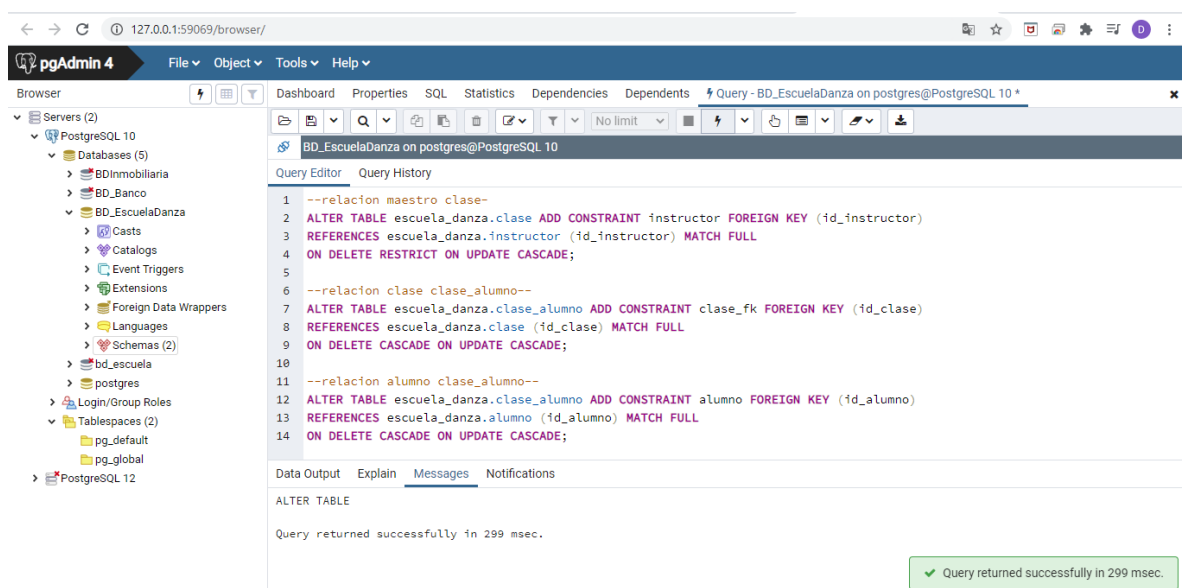 127.0.0.1:59069/browser/
D
pgAdmin 4
File Object Tools Help
Browser
Dashboard Properties SQL Statistics Dependencies Dependents Query - BD_EscuelaDanza on postgres@PostgreSQL 10 *
Servers (2)
PostgreSQL 10
Databases (5)
BDInmobiliaria
BD_Banco
BD_EscuelaDanza
Casts
Catalogs
Event Triggers
Extensions
Foreign Data Wrappers
Languages
Schemas (2)
bd_escuela
postgres
Login/Group Roles
Tablespaces (2)
pg_default
pg_global
PostgreSQL 12
No limit
BD_EscuelaDanza on postgres@PostgreSQL 10
Query Editor Query History
1 --relacion maestro clase-
2 ALTER TABLE escuela_danza.clase ADD CONSTRAINT instructor FOREIGN KEY (id_instructor)
3 REFERENCES escuela_danza.instructor (id_instructor) MATCH FULL
4 ON DELETE RESTRICT ON UPDATE CASCADE;
5
6 --relacion clase clase_alumno--
7 ALTER TABLE escuela_danza.clase_alumno ADD CONSTRAINT clase_fk FOREIGN KEY (id_clase)
8 REFERENCES escuela_danza.clase (id_clase) MATCH FULL
9 ON DELETE CASCADE ON UPDATE CASCADE;
10
11 --relacion alumno clase_alumno--
12 ALTER TABLE escuela_danza.clase_alumno ADD CONSTRAINT alumno FOREIGN KEY (id_alumno)
13 REFERENCES escuela_danza.alumno (id_alumno) MATCH FULL
14 ON DELETE CASCADE ON UPDATE CASCADE;
Data Output Explain Messages Notifications
ALTER TABLE
Query returned successfully in 299 msec.
Query returned successfully in 299 msec.